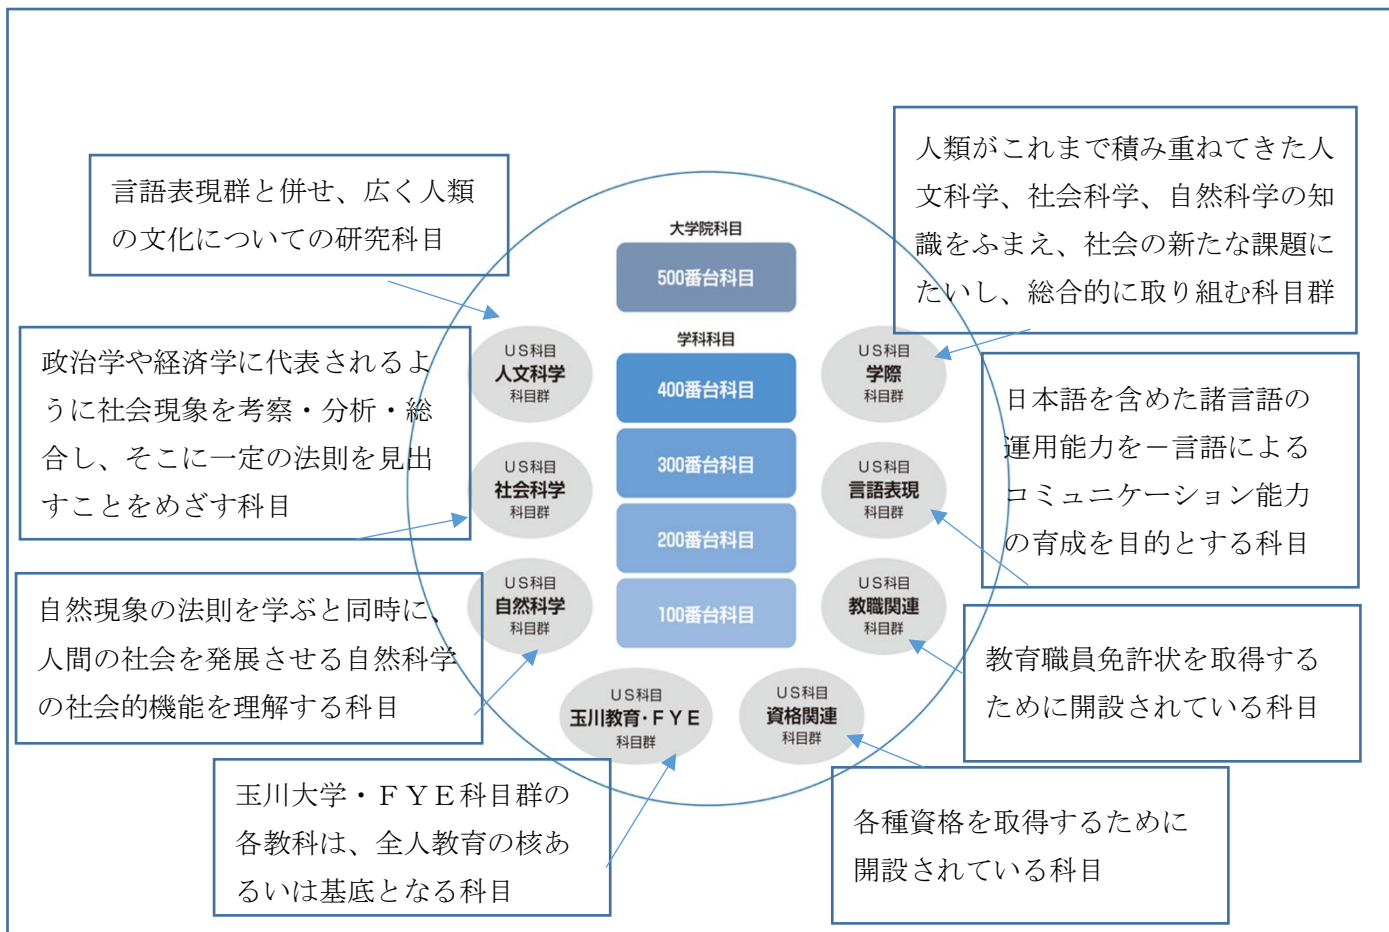 人類がこれまで積み重ねてきた人
文科学、社会科学、自然科学の知
識をふまえ、社会の新たな課題に
たいし、総合的に取り組む科目群
言語表現群と併せ、広く人類
の文化についての研究科目
大学院科目
500番台科目
学科科目
400番台科目
300番台科目
200番台科目
100番台科目
US科目
人文科学
科目群
US科目
学際
科目群
政治学や経済学に代表されるよ
うに社会現象を考察・分析・総
合し、そこに一定の法則を見出
すことをめざす科目
日本語を含めた諸言語の
運用能力を－言語による
コミュニケーション能力
の育成を目的とする科目
US科目
社会科学
科目群
US科目
言語表現
科目群
自然現象の法則を学ぶと同時に、
人間の社会を発展させる自然科学
の社会的機能を理解する科目
US科目
自然科学
科目群
US科目
教職関連
科目群
教育職員免許状を取得する
ために開設されている科目
US科目
玉川教育・FYE
科目群
US科目
資格関連
科目群
玉川大学・ＦＹＥ科目群の
各教科は、全人教育の核あ
るいは基底となる科目
各種資格を取得するために
開設されている科目